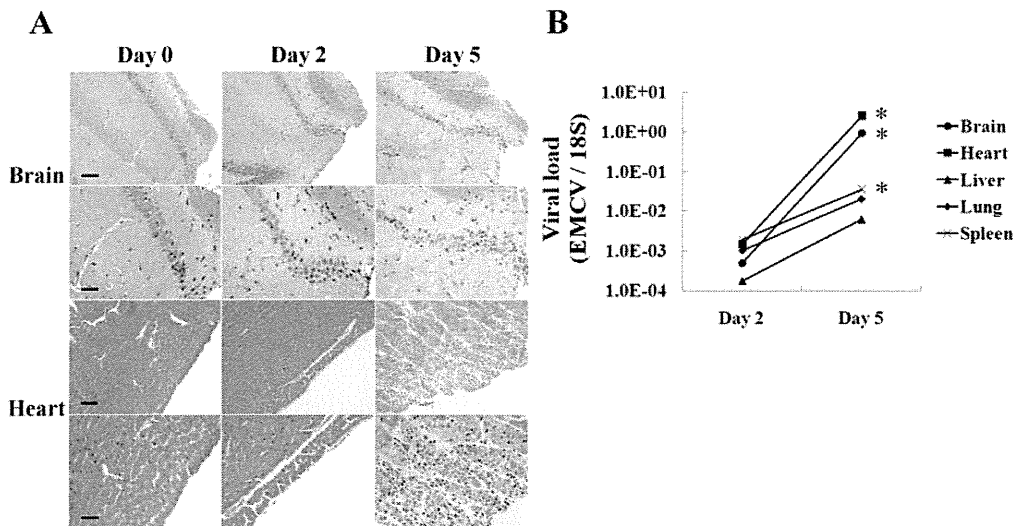 A
Day 0
Day 2
Day 5
Brain
Heart
B
Viral load
(EMCV / 18S)
1.0E+01
1.0E+00
1.0E-01
1.0E-02
1.0E-03
1.0E-04
*
*
*
Day 2
Day 5
Brain
Heart
Liver
Lung
Spleen